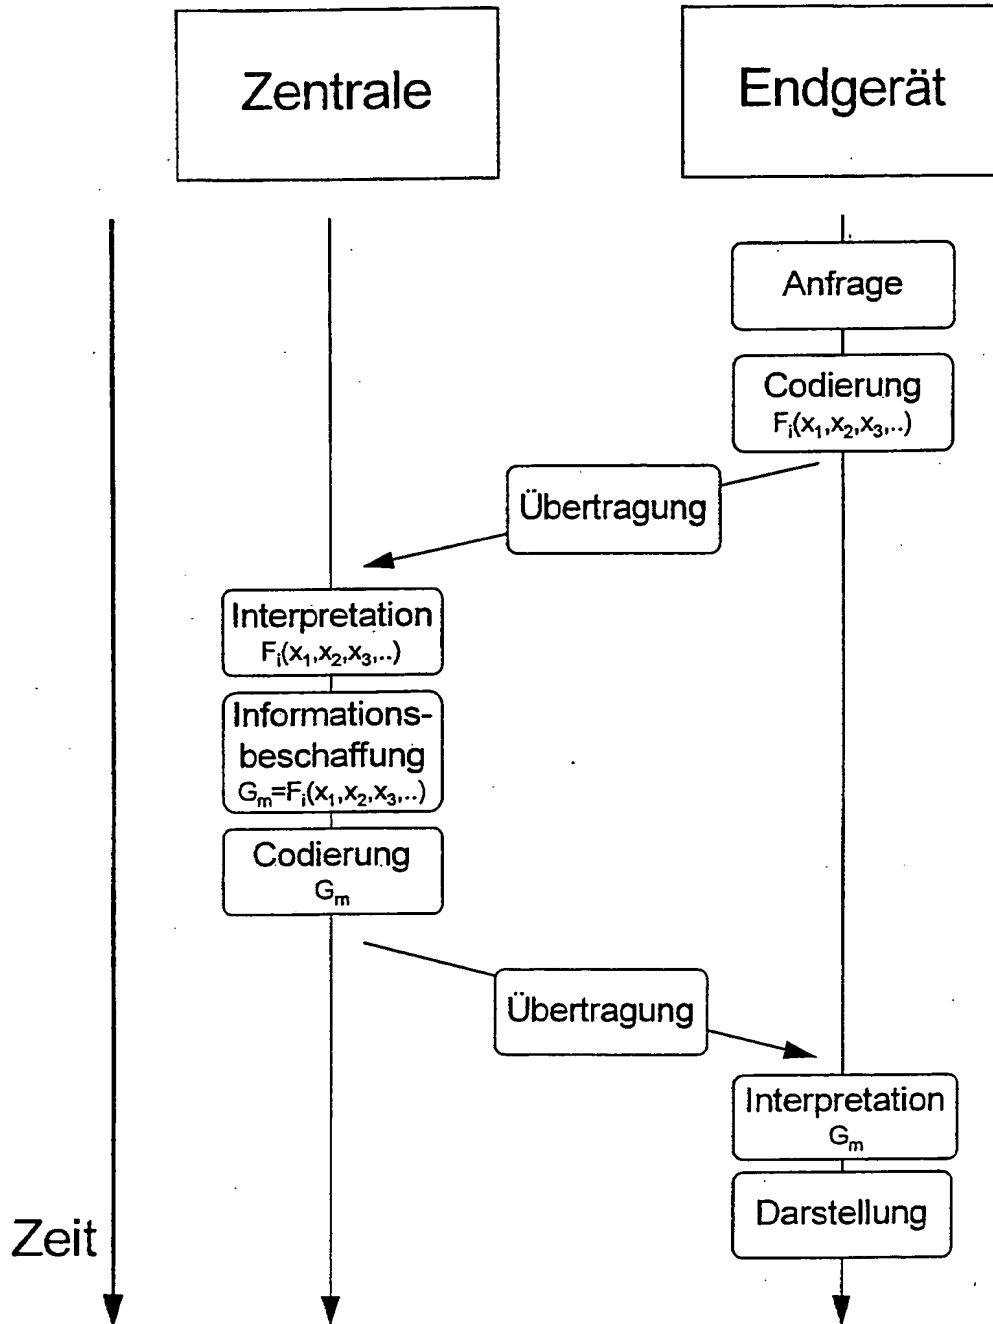 Zentrale
Endgerät
Anfrage
Codierung
Fᵢ(x₁,x₂,x₃,..)
Übertragung
Interpretation
Fᵢ(x₁,x₂,x₃,..)
Informations-
beschaffung
Gₘ=Fᵢ(x₁,x₂,x₃,..)
Codierung
Gₘ
Übertragung
Interpretation
Gₘ
Darstellung
Zeit